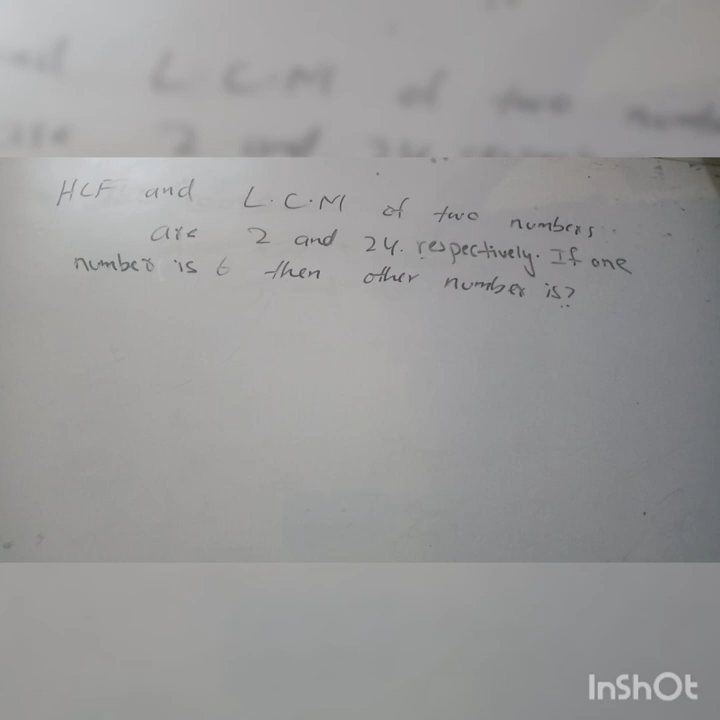 HCF and L.C.M of two numbers
are 2 and 24. respectively. If one
number is 6 then other number is?
InShOt